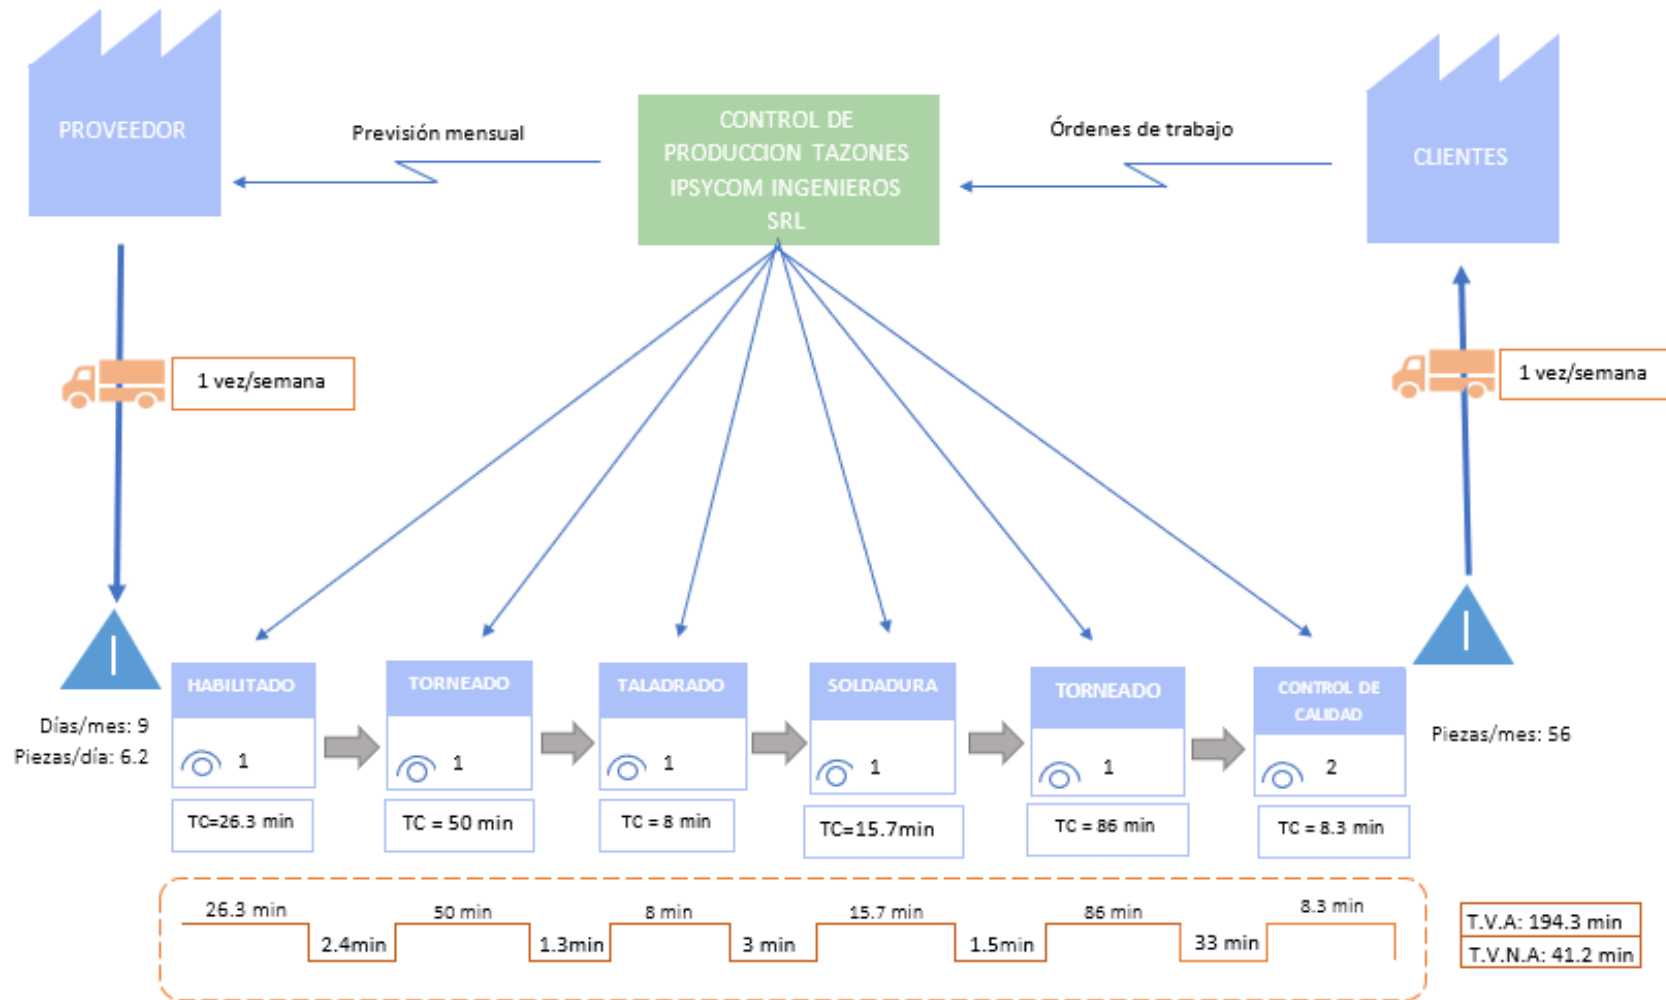 PROVEEDOR
Previsión mensual
CONTROL DE
PRODUCCION TAZONES
IPSYCOM INGENIEROS
SRL
Órdenes de trabajo
CLIENTES
1 vez/semana
1 vez/semana
I
I
Días/mes: 9
Piezas/día: 6.2
HABILITADO
1
TC=26.3 min
TORNEADO
1
TC = 50 min
TALADRADO
1
TC = 8 min
SOLDADURA
1
TC=15.7min
TORNEADO
1
TC = 86 min
CONTROL DE
CALIDAD
2
TC = 8.3 min
Piezas/mes: 56
26.3 min
2.4min
50 min
1.3min
8 min
3 min
15.7 min
1.5min
86 min
33 min
8.3 min
T.V.A: 194.3 min
T.V.N.A: 41.2 min